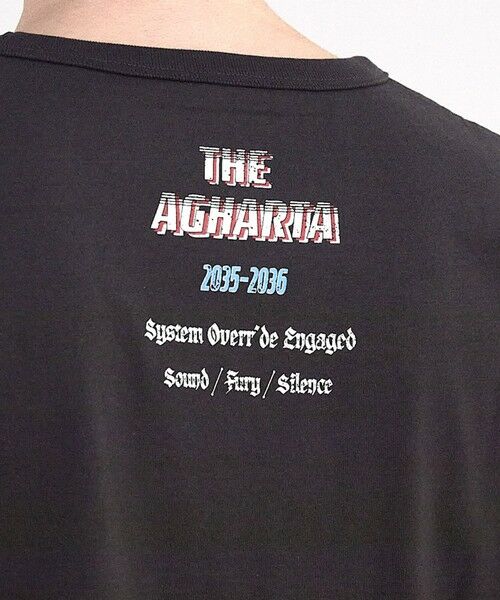 THE
AGHARTA
2035-2036
System Overr'de Engaged
Sound / Fury / Silence